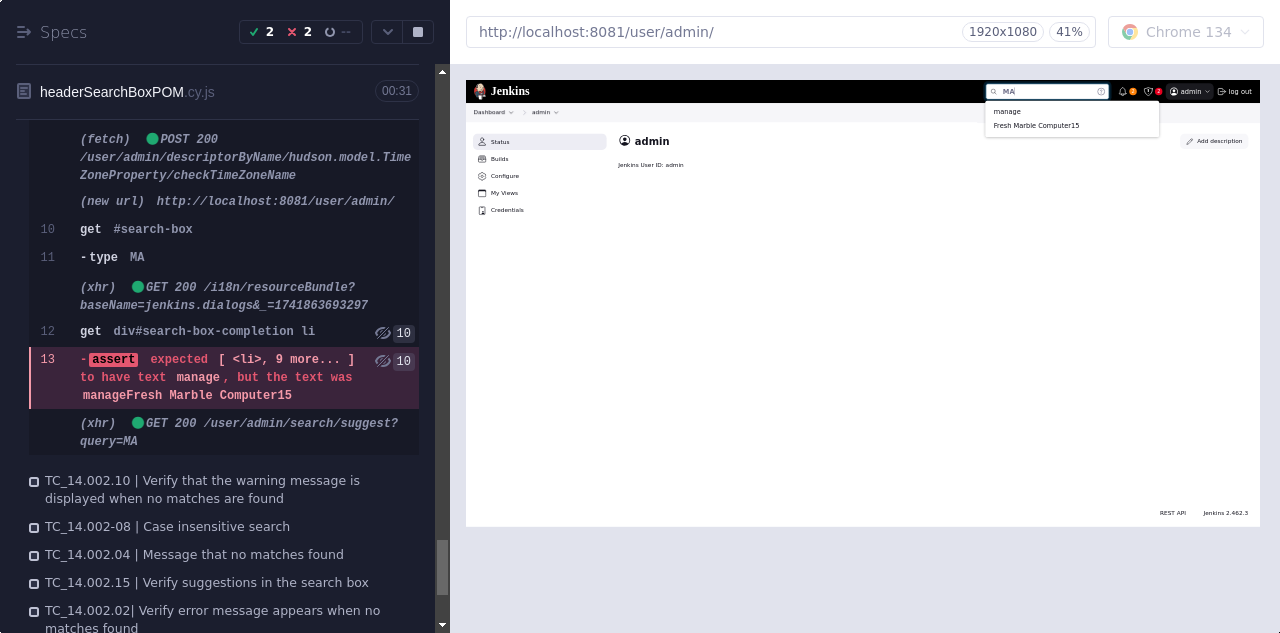 Specs
2
2
--
headerSearchBoxPOM.cy.js
00:31
(fetch) POST 200
/user/admin/descriptorByName/hudson.model.Time
ZoneProperty/checkTimeZoneName
(new url) http://localhost:8081/user/admin/
10 get #search-box
11 -type MA
(xhr) GET 200 /i18n/resourceBundle?
baseName=jenkins.dialogs&_=1741863693297
12 get div#search-box-completion li 10
13 -assert expected [ <li>, 9 more... ] 10
to have text manage, but the text was
manageFresh Marble Computer15
(xhr) GET 200 /user/admin/search/suggest?
query=MA
TC_14.002.10 | Verify that the warning message is
displayed when no matches are found
TC_14.002-08 | Case insensitive search
TC_14.002.04 | Message that no matches found
TC_14.002.15 | Verify suggestions in the search box
TC_14.002.02| Verify error message appears when no
matches found
http://localhost:8081/user/admin/
1920x1080
41%
Chrome 134
Jenkins
MA
2
2
admin
log out
Dashboard
admin
manage
Fresh Marble Computer15
Status
Builds
Configure
My Views
Credentials
admin
Add description
Jenkins User ID: admin
REST API
Jenkins 2.462.3